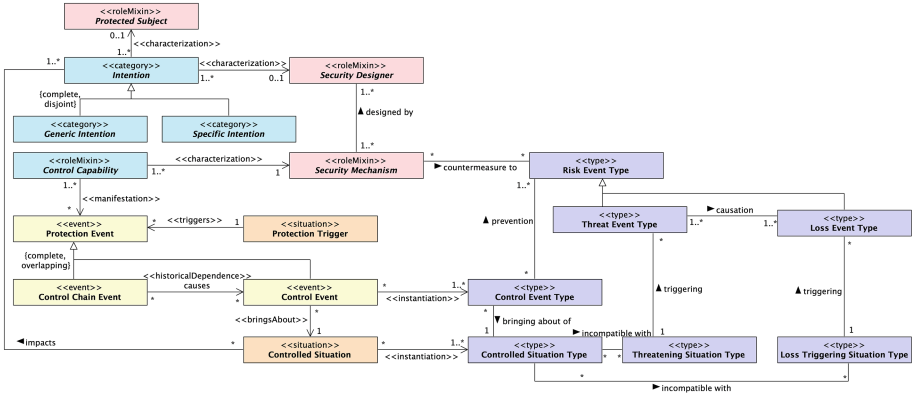 <<roleMixin>>
Protected Subject
0..1
<<characterization>>
1..*
1..*
<<category>>
Intention
<<characterization>>
1..*
0..1
<<roleMixin>>
Security Designer
{complete,
disjoint}
1..*
▲ designed by
<<category>>
Generic Intention
<<category>>
Specific Intention
1..*
<<roleMixin>>
Control Capability
<<characterization>>
1..*
1
<<roleMixin>>
Security Mechanism
*
*
► countermeasure to
<<type>>
Risk Event Type
1..*
<<manifestation>>
*
1..*
▲ prevention
<<event>>
Protection Event
*
<<triggers>>
1
<<situation>>
Protection Trigger
<<type>>
Threat Event Type
► causation
1..*
1..*
<<type>>
Loss Event Type
{complete,
overlapping}
*
*
*
<<event>>
Control Chain Event
<<historicalDependence>>
causes
*
*
<<event>>
Control Event
*
1..*
<<instantiation>>
<<type>>
Control Event Type
▲ triggering
▲ triggering
*
<<bringsAbout>>
1
*
▼ bringing about of
1
► incompatible with
1
1
◄ impacts
*
<<situation>>
Controlled Situation
*
1..*
<<instantiation>>
<<type>>
Controlled Situation Type
*
*
<<type>>
Threatening Situation Type
<<type>>
Loss Triggering Situation Type
*
*
► incompatible with